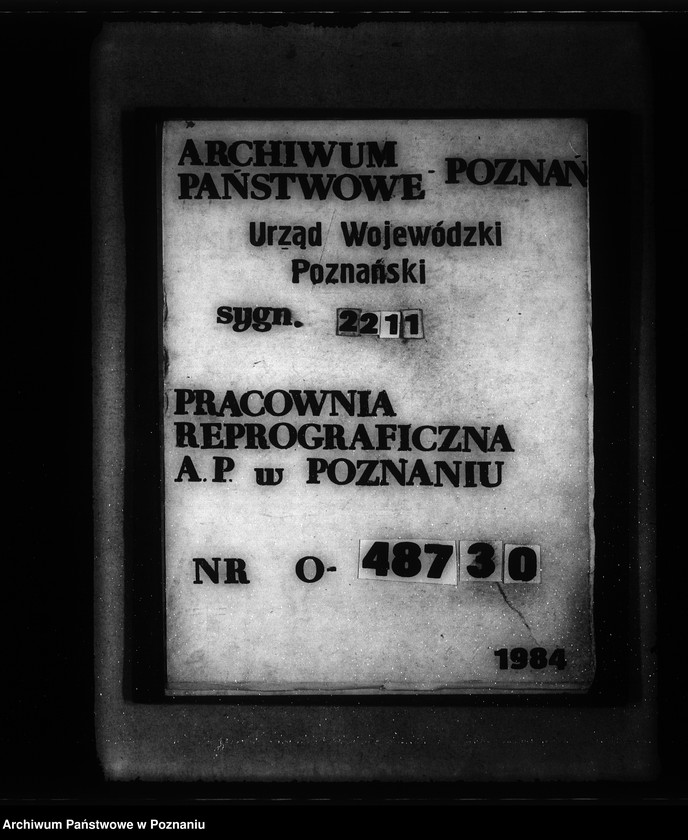 ARCHIWUM
PAŃSTWOWE - POZNAŃ
Urząd Wojewódzki
Poznański
sygn. 2211
PRACOWNIA
REPROGRAFICZNA
A.P. w POZNANIU
NR O-48730
1984
Archiwum Państwowe w Poznaniu